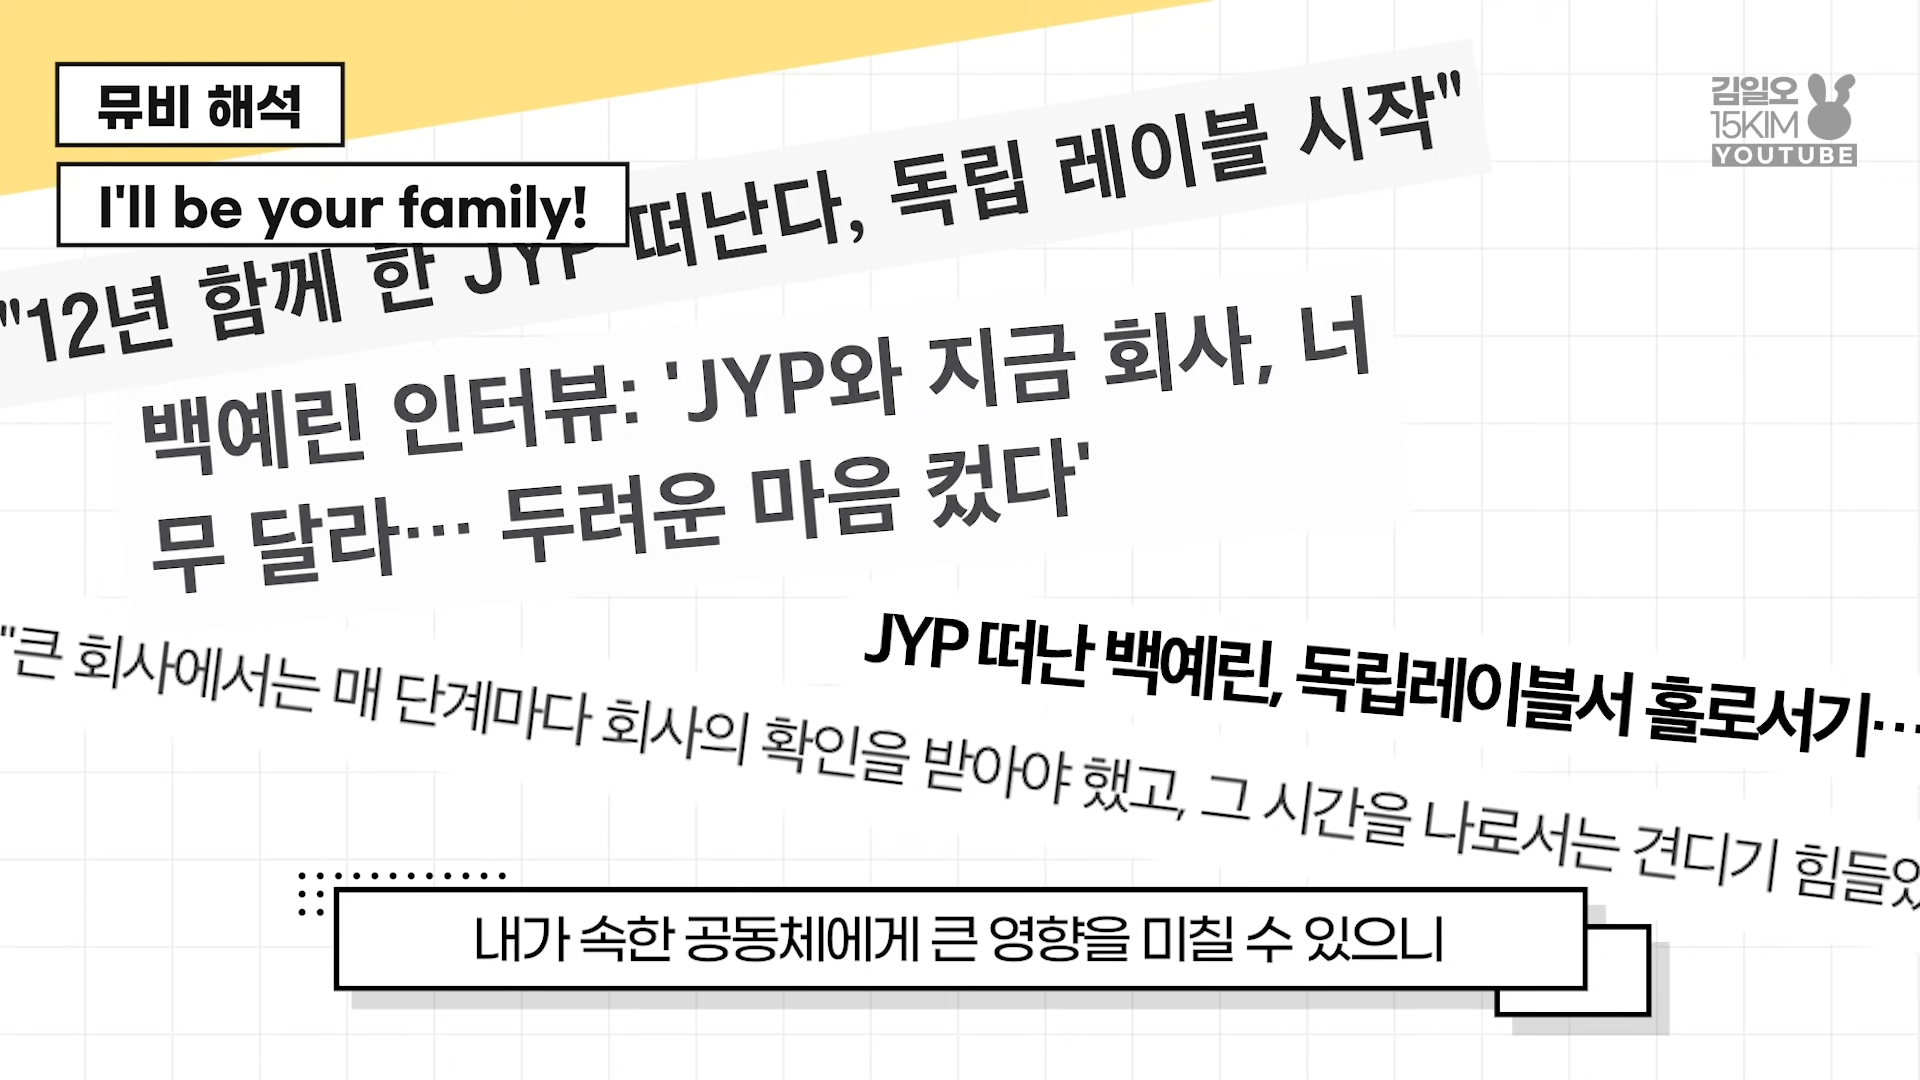 뮤비 해석
I'll be your family!
김일오
15KIM
YOUTUBE
"12년 함께 한 JYP 떠난다, 독립 레이블 시작"
백예린 인터뷰: 'JYP와 지금 회사, 너
무 달라… 두려운 마음 컸다'
JYP 떠난 백예린, 독립레이블서 홀로서기…
"큰 회사에서는 매 단계마다 회사의 확인을 받아야 했고, 그 시간을 나로서는 견디기 힘들었
내가 속한 공동체에게 큰 영향을 미칠 수 있으니